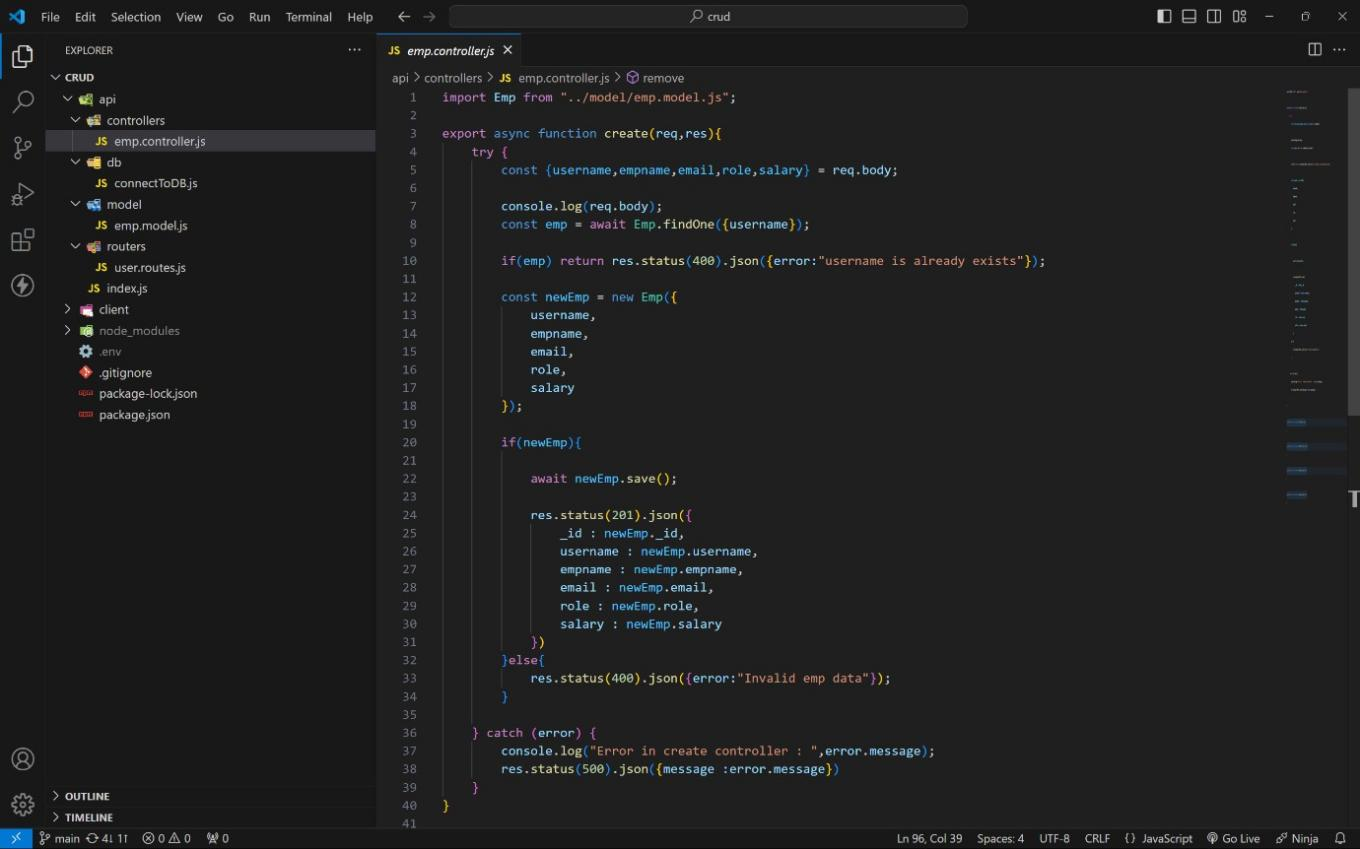 File Edit Selection View Go Run Terminal Help
crud
EXPLORER
CRUD
api
controllers
JS emp.controller.js
db
JS connectToDB.js
model
JS emp.model.js
routers
JS user.routes.js
JS index.js
client
node_modules
.env
.gitignore
package-lock.json
package.json
OUTLINE
TIMELINE
JS emp.controller.js
api > controllers > JS emp.controller.js > remove
1 import Emp from "../model/emp.model.js";
2
3 export async function create(req,res){
4 try {
5 const {username,empname,email,role,salary} = req.body;
6
7 console.log(req.body);
8 const emp = await Emp.findOne({username});
9
10 if(emp) return res.status(400).json({error:"username is already exists"});
11
12 const newEmp = new Emp({
13 username,
14 empname,
15 email,
16 role,
17 salary
18 });
19
20 if(newEmp){
21
22 await newEmp.save();
23
24 res.status(201).json({
25 _id : newEmp._id,
26 username : newEmp.username,
27 empname : newEmp.empname,
28 email : newEmp.email,
29 role : newEmp.role,
30 salary : newEmp.salary
31 })
32 }else{
33 res.status(400).json({error:"Invalid emp data"});
34 }
35
36 } catch (error) {
37 console.log("Error in create controller : ",error.message);
38 res.status(500).json({message :error.message})
39 }
40 }
41
main 4↓ 1↑ 0 0 0
Ln 96, Col 39 Spaces: 4 UTF-8 CRLF {} JavaScript Go Live Ninja